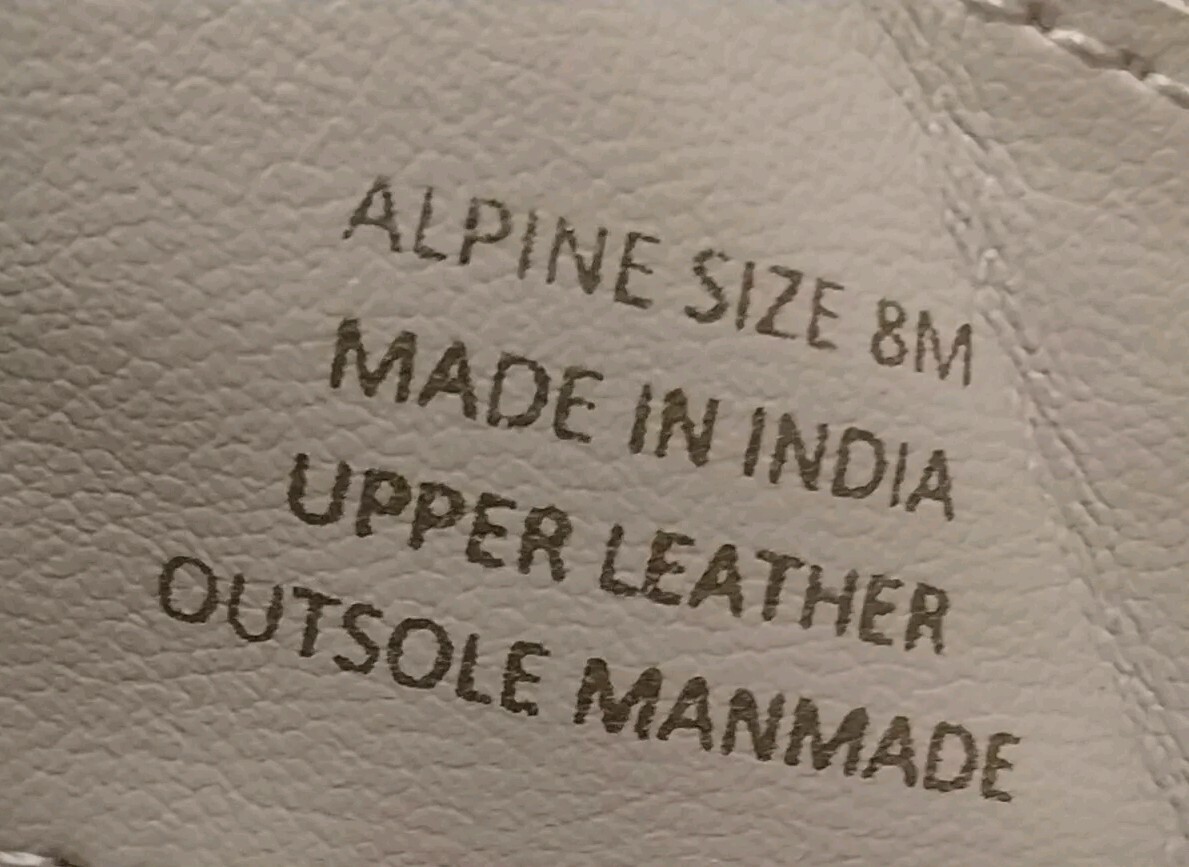 ALPINE SIZE 8M
MADE IN INDIA
UPPER LEATHER
OUTSOLE MANMADE